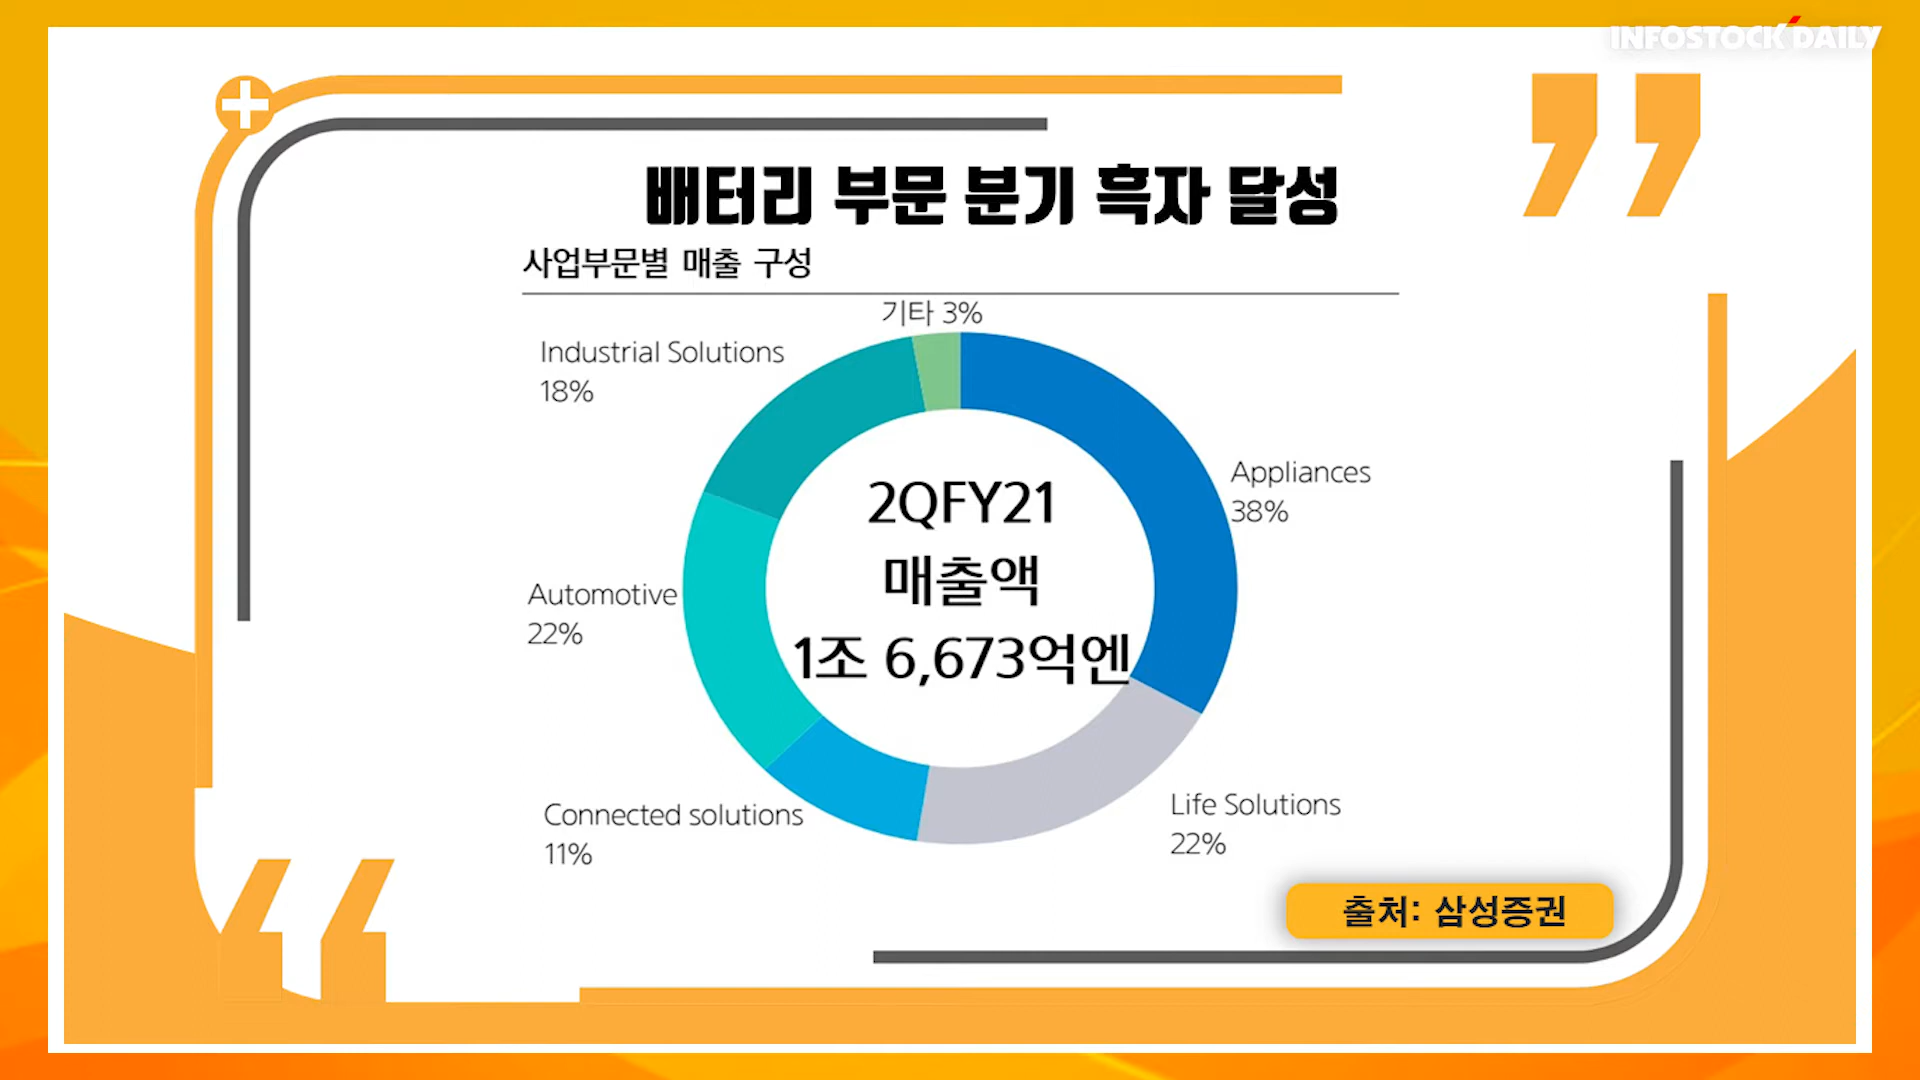 INFOSTOCK DAILY
배터리 부문 분기 흑자 달성
사업부문별 매출 구성
기타 3%
Industrial Solutions
18%
Appliances
38%
2QFY21
매출액
1조 6,673억엔
Automotive
22%
Life Solutions
22%
Connected solutions
11%
출처: 삼성증권